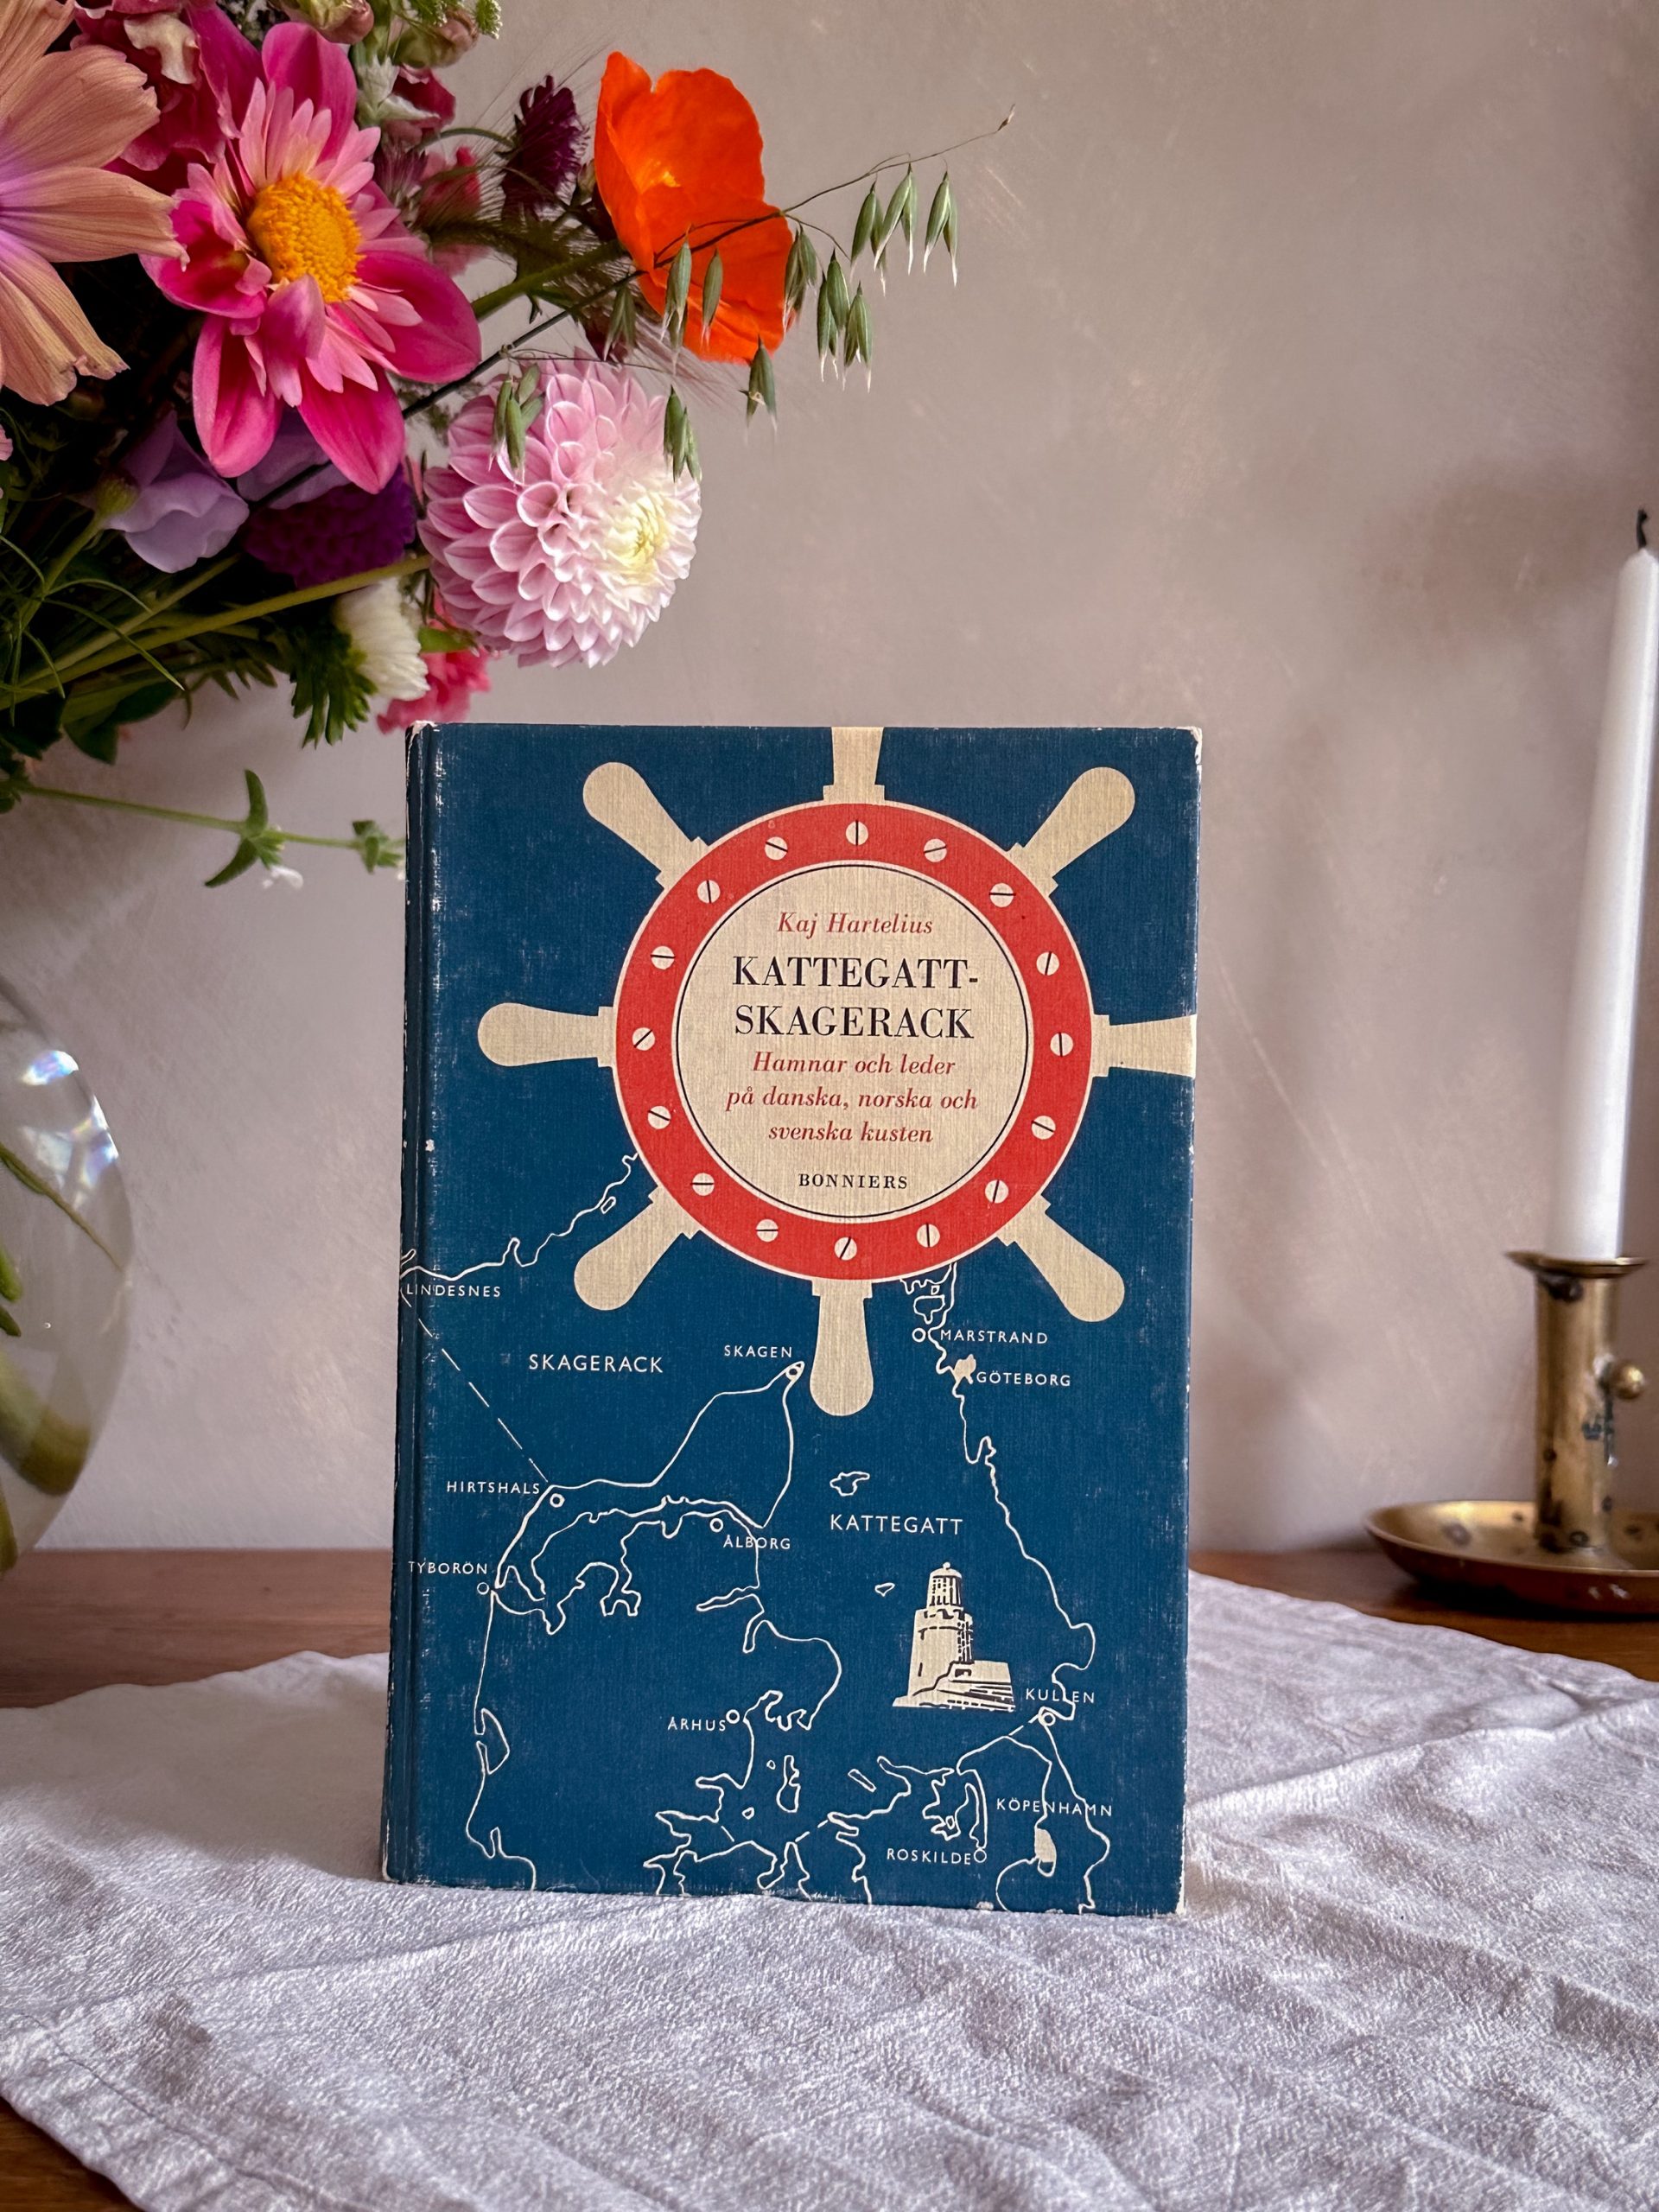 Kaj Hartelius
KATTEGATT-
SKAGERACK
Hamnar och leder
på danska, norska och
svenska kusten
BONNIERS
LINDESNES
MARSTRAND
SKAGEN
SKAGERACK
GÖTEBORG
HIRTSHALS
KATTEGATT
ÅLBORG
TYBORÖN
KULLEN
ÅRHUS
KÖPENHAMN
ROSKILDE